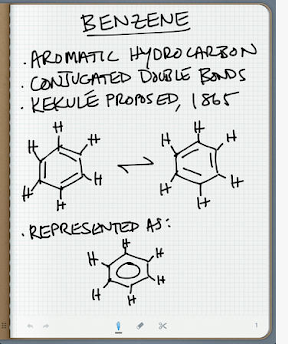 BENZENE
· AROMATIC HYDROCARBON
· CONJUGATED DOUBLE BONDS
· KEKULÉ PROPOSED, 1865
H H H H H H
H H H H H H
· REPRESENTED AS:
H H H H H H
1